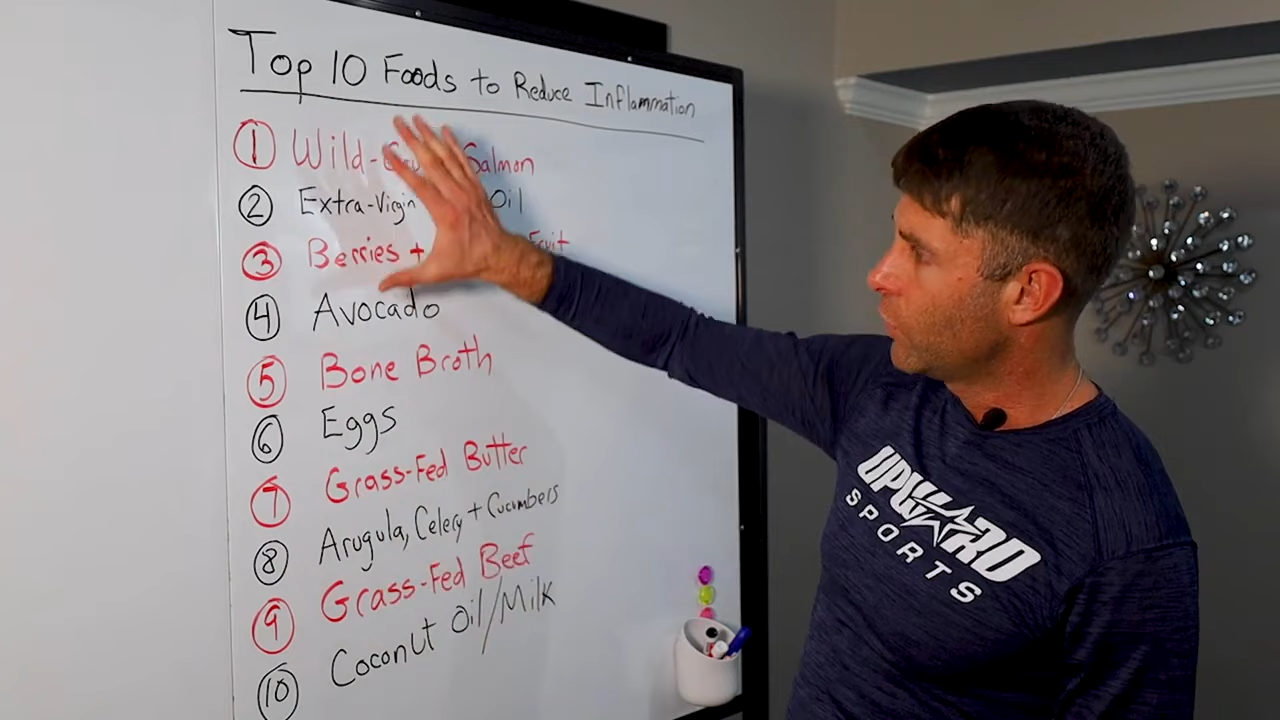 Top 10 Foods to Reduce Inflammation
1 Wild- Salmon
2 Extra-Virgin Oil
3 Berries + Fruit
4 Avocado
5 Bone Broth
6 Eggs
7 Grass-Fed Butter
8 Arugula, Celery + Cucumbers
9 Grass-Fed Beef
10 Coconut Oil/Milk
UPWARD
SPORTS